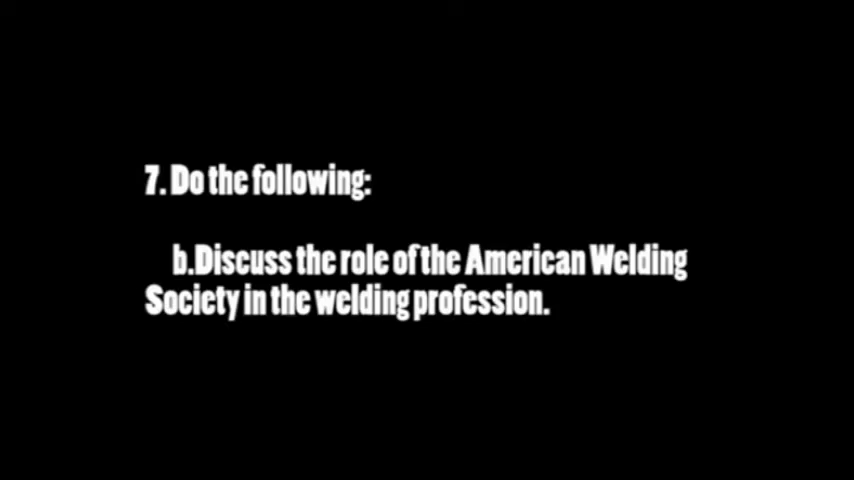 7. Do the following:
b.Discuss the role of the American Welding
Society in the welding profession.